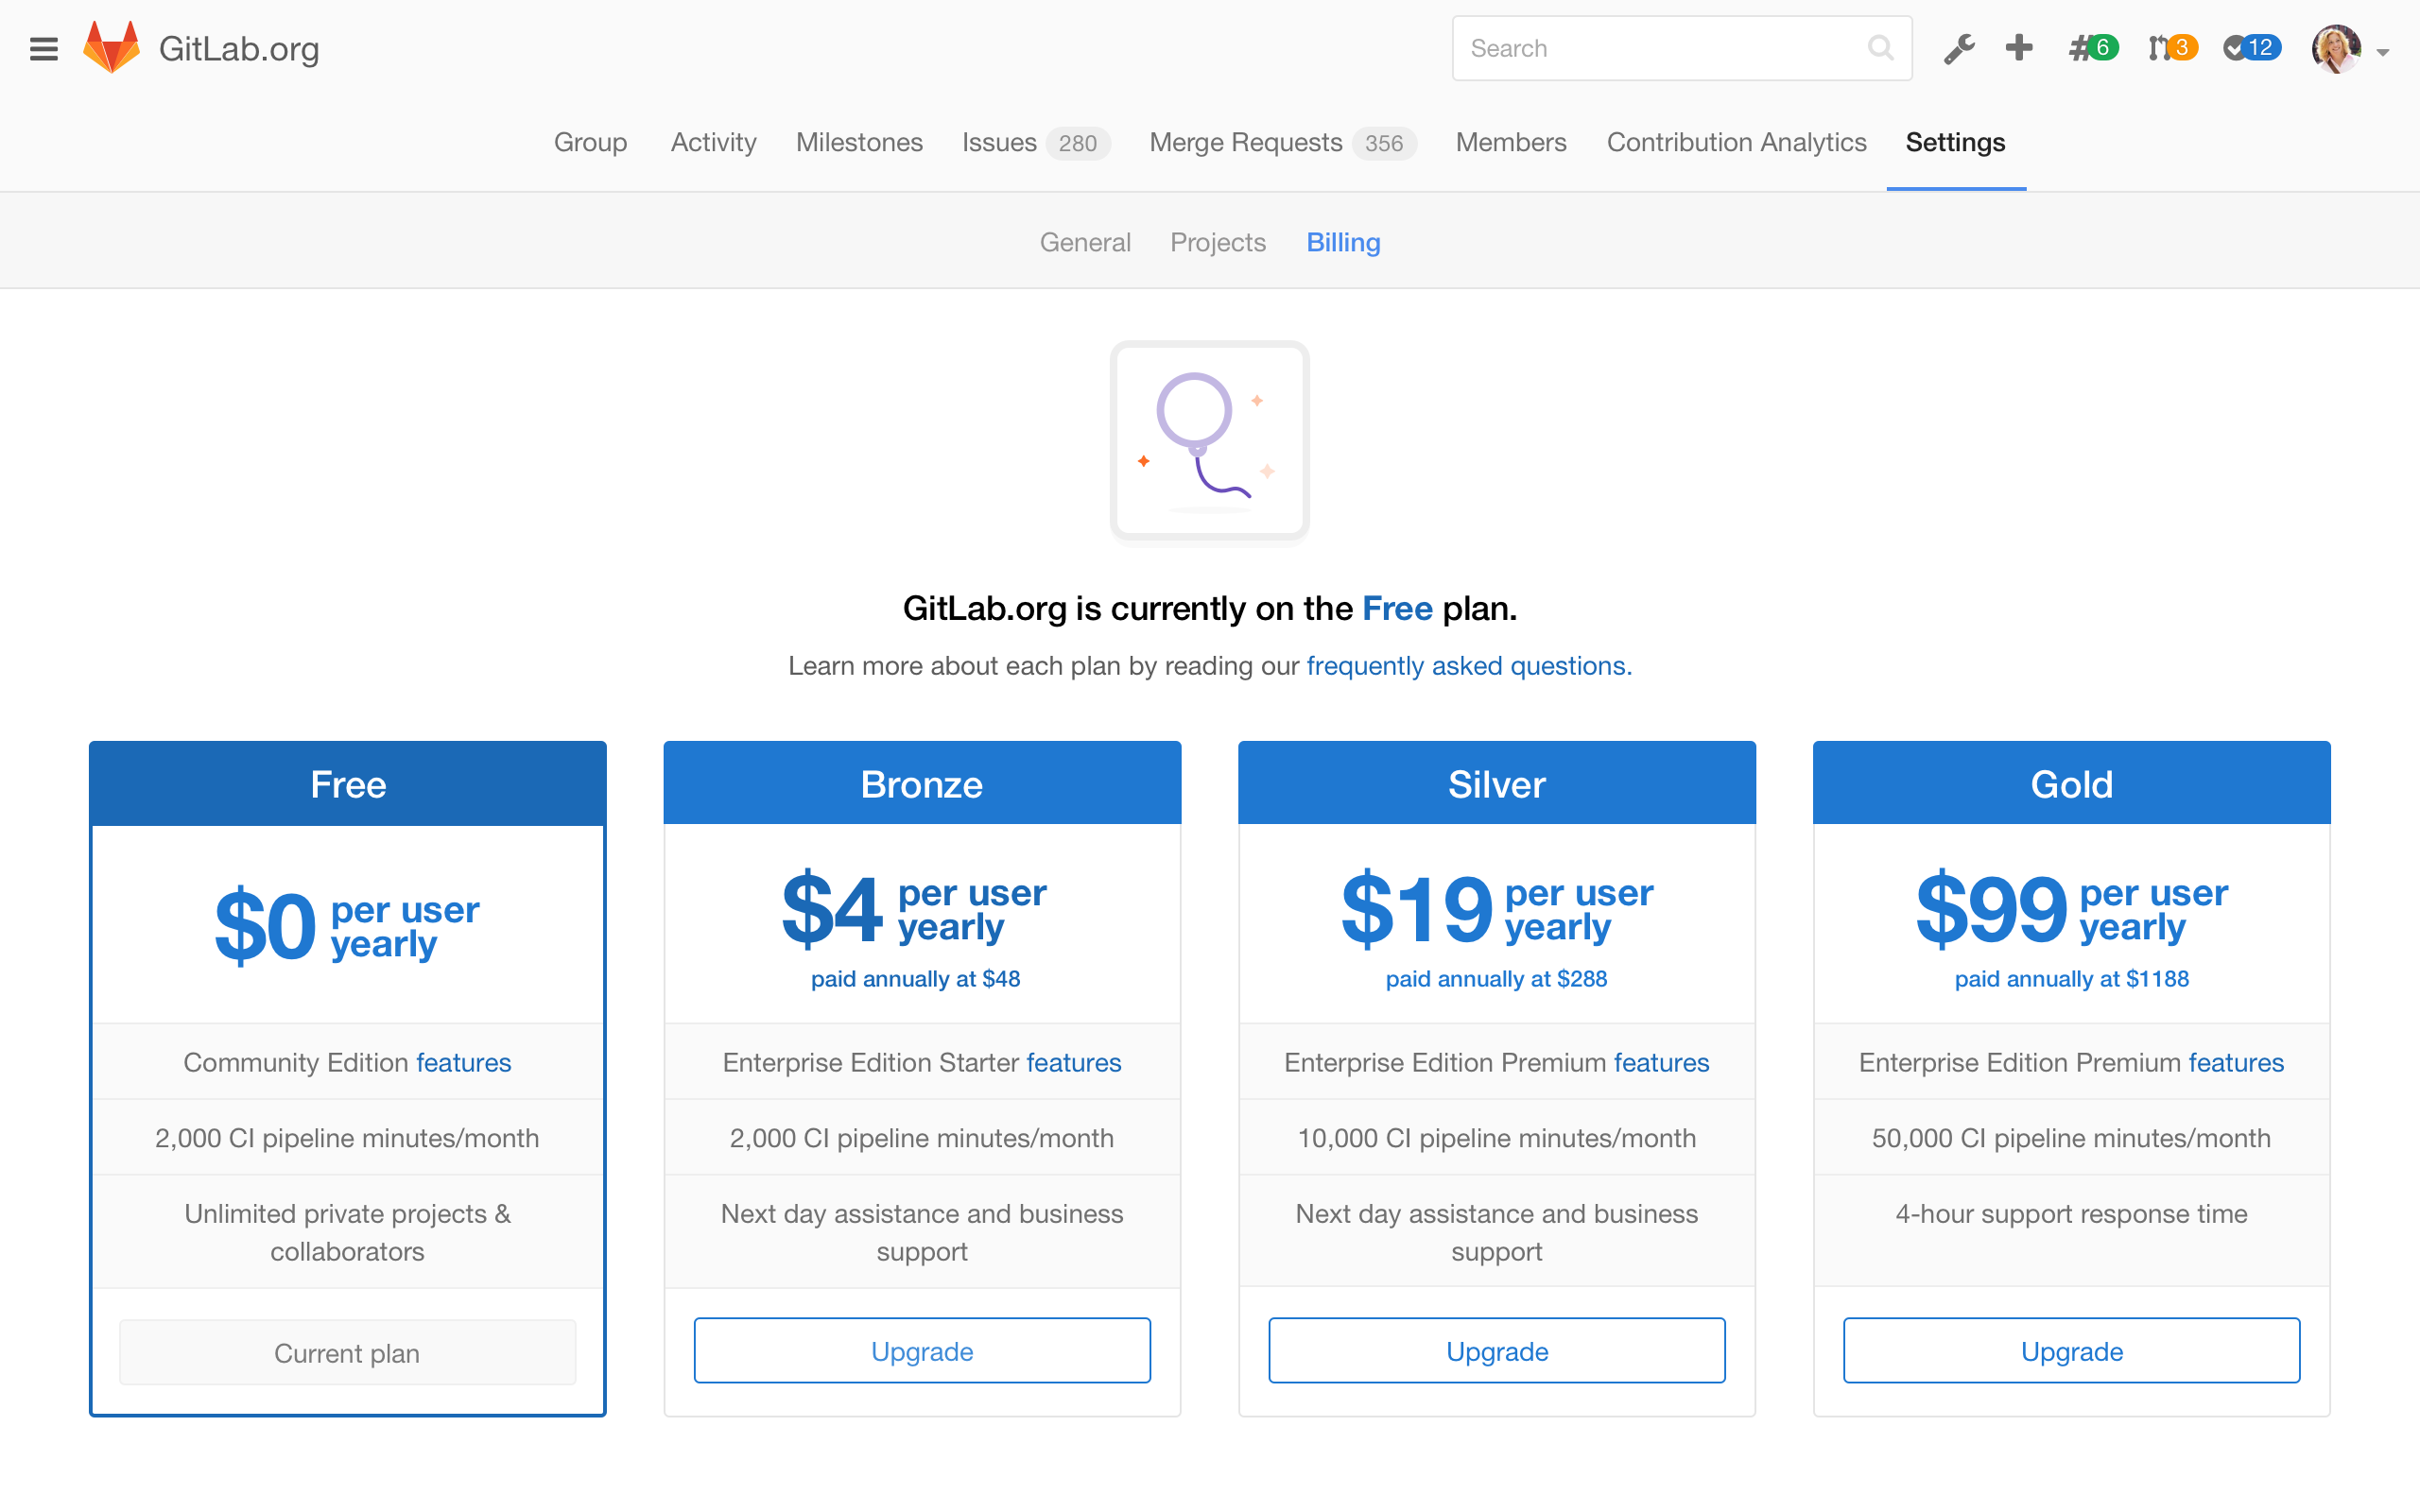 GitLab.org
Search
6
3
12
Group Activity Milestones Issues 280 Merge Requests 356 Members Contribution Analytics Settings
General Projects Billing
GitLab.org is currently on the Free plan.
Learn more about each plan by reading our frequently asked questions.
Free
$0 per user
yearly
Community Edition features
2,000 CI pipeline minutes/month
Unlimited private projects &
collaborators
Current plan
Bronze
$4 per user
yearly
paid annually at $48
Enterprise Edition Starter features
2,000 CI pipeline minutes/month
Next day assistance and business
support
Upgrade
Silver
$19 per user
yearly
paid annually at $288
Enterprise Edition Premium features
10,000 CI pipeline minutes/month
Next day assistance and business
support
Upgrade
Gold
$99 per user
yearly
paid annually at $1188
Enterprise Edition Premium features
50,000 CI pipeline minutes/month
4-hour support response time
Upgrade